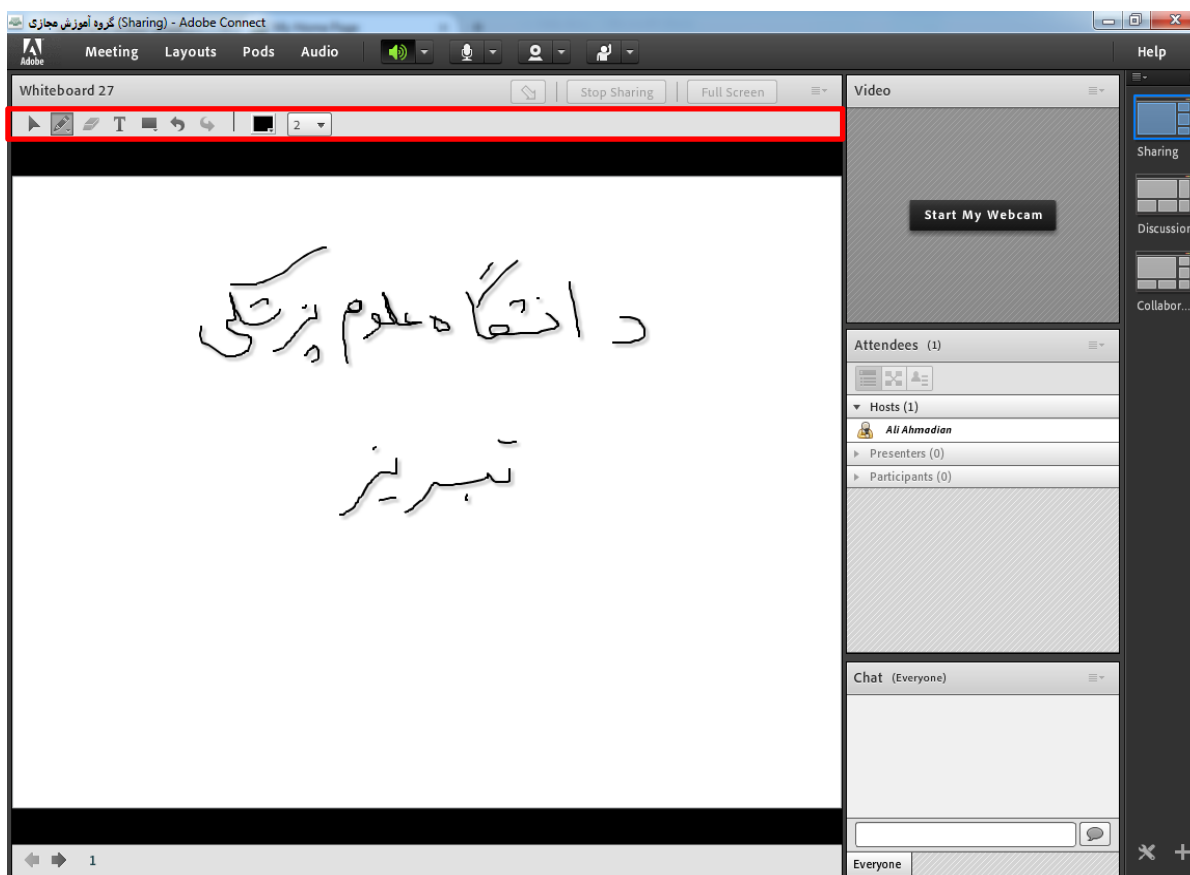 گروه آموزش مجازی (Sharing) - Adobe Connect
Adobe Meeting Layouts Pods Audio Help
Whiteboard 27 Stop Sharing Full Screen
T 2
دانشگاه علوم پزشکی
تبریز
1
Video
Start My Webcam
Attendees (1)
Hosts (1)
Ali Ahmadian
Presenters (0)
Participants (0)
Chat (Everyone)
Everyone
Sharing
Discussion
Collabor...